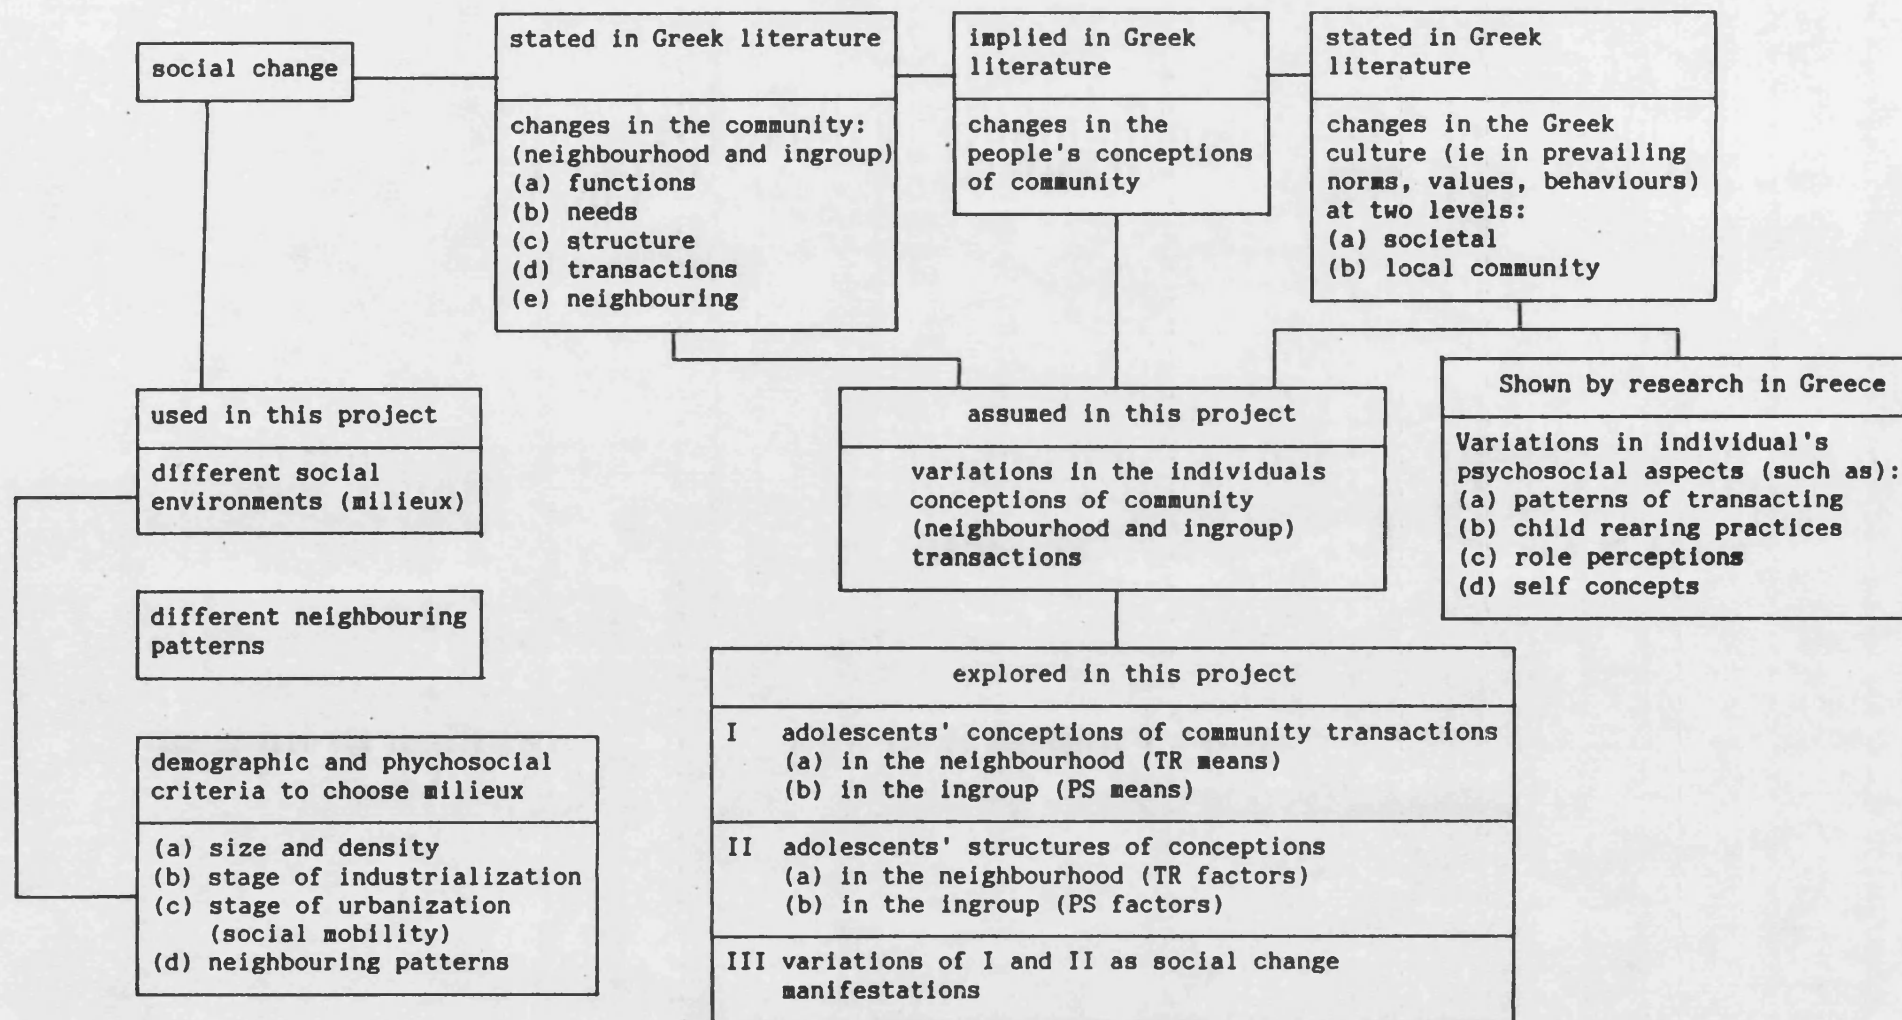 social change
stated in Greek literature
changes in the community:
(neighbourhood and ingroup)
(a) functions
(b) needs
(c) structure
(d) transactions
(e) neighbouring
implied in Greek
literature
changes in the
people's conceptions
of community
stated in Greek
literature
changes in the Greek
culture (ie in prevailing
norms, values, behaviours)
at two levels:
(a) societal
(b) local community
used in this project
different social
environments (milieux)
different neighbouring
patterns
demographic and phychosocial
criteria to choose milieux
(a) size and density
(b) stage of industrialization
(c) stage of urbanization
(social mobility)
(d) neighbouring patterns
assumed in this project
variations in the individuals
conceptions of community
(neighbourhood and ingroup)
transactions
Shown by research in Greece
Variations in individual's
psychosocial aspects (such as):
(a) patterns of transacting
(b) child rearing practices
(c) role perceptions
(d) self concepts
explored in this project
I adolescents' conceptions of community transactions
(a) in the neighbourhood (TR means)
(b) in the ingroup (PS means)
II adolescents' structures of conceptions
(a) in the neighbourhood (TR factors)
(b) in the ingroup (PS factors)
III variations of I and II as social change
manifestations